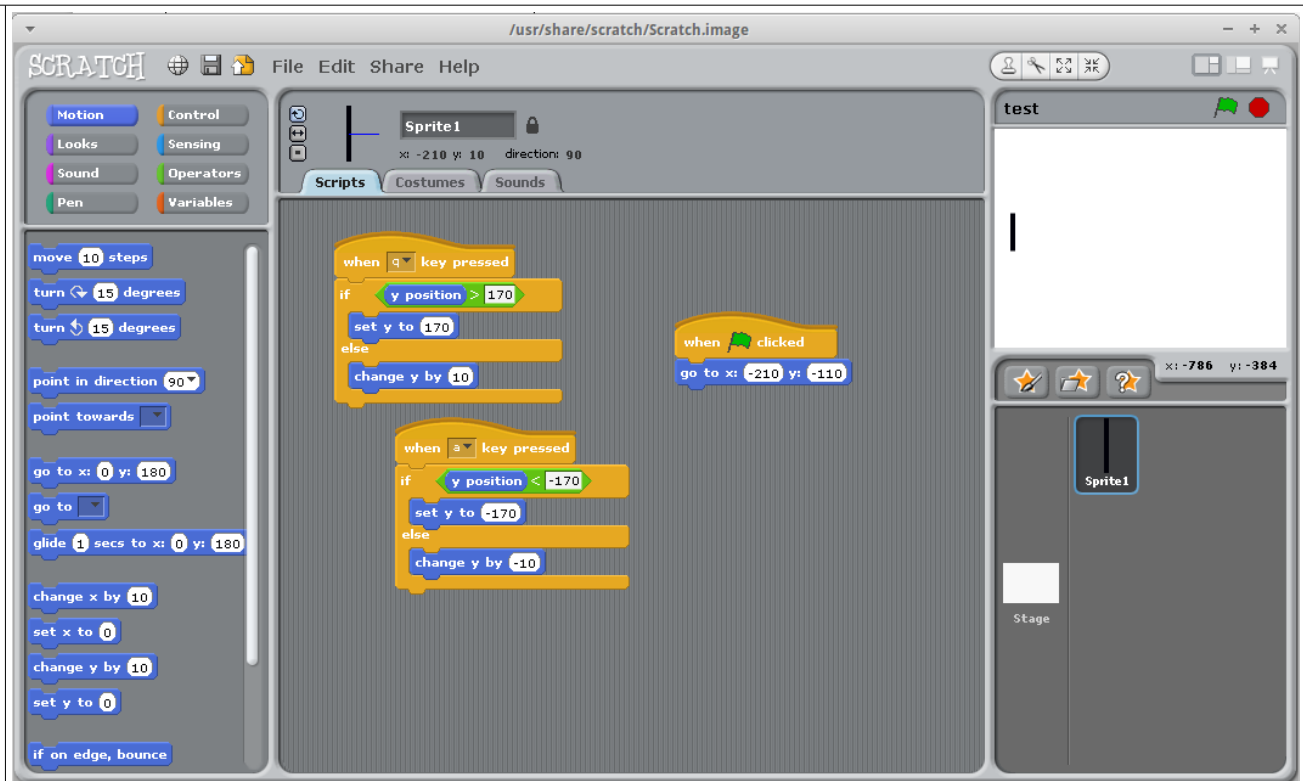 /usr/share/scratch/Scratch.image
SCRATCH File Edit Share Help
Motion Control
Looks Sensing
Sound Operators
Pen Variables
move 10 steps
turn 15 degrees
turn 15 degrees
point in direction 90
point towards
go to x: 0 y: 180
go to
glide 1 secs to x: 0 y: 180
change x by 10
set x to 0
change y by 10
set y to 0
if on edge, bounce
Sprite1
x: -210 y: 10 direction: 90
Scripts Costumes Sounds
when q key pressed
if y position > 170
set y to 170
else
change y by 10
when a key pressed
if y position < -170
set y to -170
else
change y by -10
when clicked
go to x: -210 y: -110
test
x: -786 y: -384
Sprite1
Stage